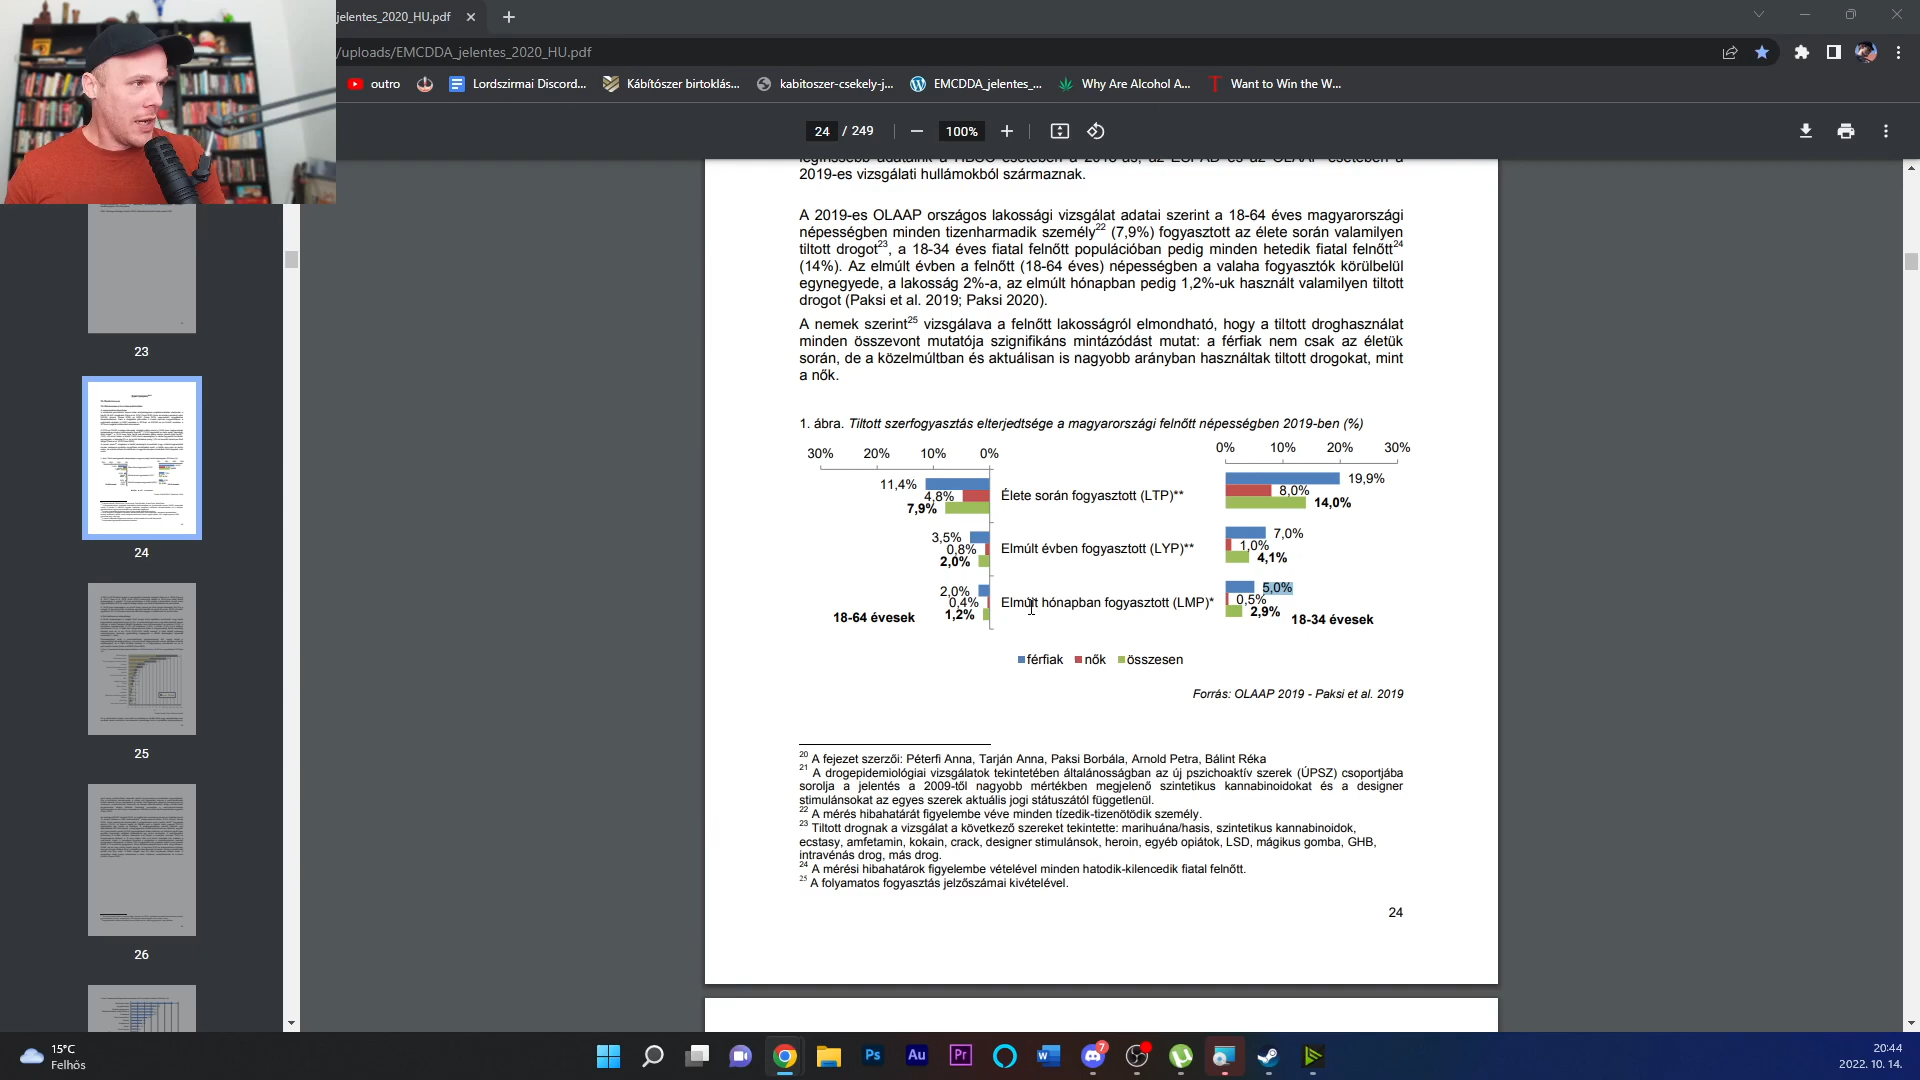 jelentes_2020_HU.pdf
/uploads/EMCDDA_jelentes_2020_HU.pdf
outro
Lordszirmai Discord...
Kábítószer birtoklás...
kabitoszer-csekely-j...
EMCDDA_jelentes_...
Why Are Alcohol A...
Want to Win the W...
24 / 249
100%
2019-es vizsgálati hullámokból származnak.
A 2019-es OLAAP országos lakossági vizsgálat adatai szerint a 18-64 éves magyarországi
népességben minden tizenharmadik személy22 (7,9%) fogyasztott az élete során valamilyen
tiltott drogot23, a 18-34 éves fiatal felnőtt populációban pedig minden hetedik fiatal felnőtt24
(14%). Az elmúlt évben a felnőtt (18-64 éves) népességben a valaha fogyasztók körülbelül
egynegyede, a lakosság 2%-a, az elmúlt hónapban pedig 1,2%-uk használt valamilyen tiltott
drogot (Paksi et al. 2019; Paksi 2020).
A nemek szerint25 vizsgálava a felnőtt lakosságról elmondható, hogy a tiltott droghasználat
minden összevont mutatója szignifikáns mintázódást mutat: a férfiak nem csak az életük
során, de a közelmúltban és aktuálisan is nagyobb arányban használtak tiltott drogokat, mint
a nők.
1. ábra. Tiltott szerfogyasztás elterjedtsége a magyarországi felnőtt népességben 2019-ben (%)
30% 20% 10% 0%
0% 10% 20% 30%
11,4%
4,8%
7,9%
Élete során fogyasztott (LTP)**
19,9%
8,0%
14,0%
3,5%
0,8%
2,0%
Elmúlt évben fogyasztott (LYP)**
7,0%
1,0%
4,1%
2,0%
0,4%
1,2%
Elmúlt hónapban fogyasztott (LMP)*
5,0%
0,5%
2,9%
18-64 évesek
18-34 évesek
férfiak nők összesen
Forrás: OLAAP 2019 - Paksi et al. 2019
20 A fejezet szerzői: Péterfi Anna, Tarján Anna, Paksi Borbála, Arnold Petra, Bálint Réka
21 A drogepidemiológiai vizsgálatok tekintetében általánosságban az új pszichoaktív szerek (ÚPSZ) csoportjába
sorolja a jelentés a 2009-től nagyobb mértékben megjelenő szintetikus kannabinoidokat és a designer
stimulánsokat az egyes szerek aktuális jogi státuszától függetlenül.
22 A mérés hibahatárát figyelembe véve minden tízedik-tizenötödik személy.
23 Tiltott drognak a vizsgálat a következő szereket tekintette: marihuána/hasis, szintetikus kannabinoidok,
ecstasy, amfetamin, kokain, crack, designer stimulánsok, heroin, egyéb opiátok, LSD, mágikus gomba, GHB,
intravénás drog, más drog.
24 A mérési hibahatárok figyelembe vételével minden hatodik-kilencedik fiatal felnőtt.
25 A folyamatos fogyasztás jelzőszámai kivételével.
24
23
24
25
26
15°C
Felhős
Ps
Au
Pr
7
20:44
2022. 10. 14.